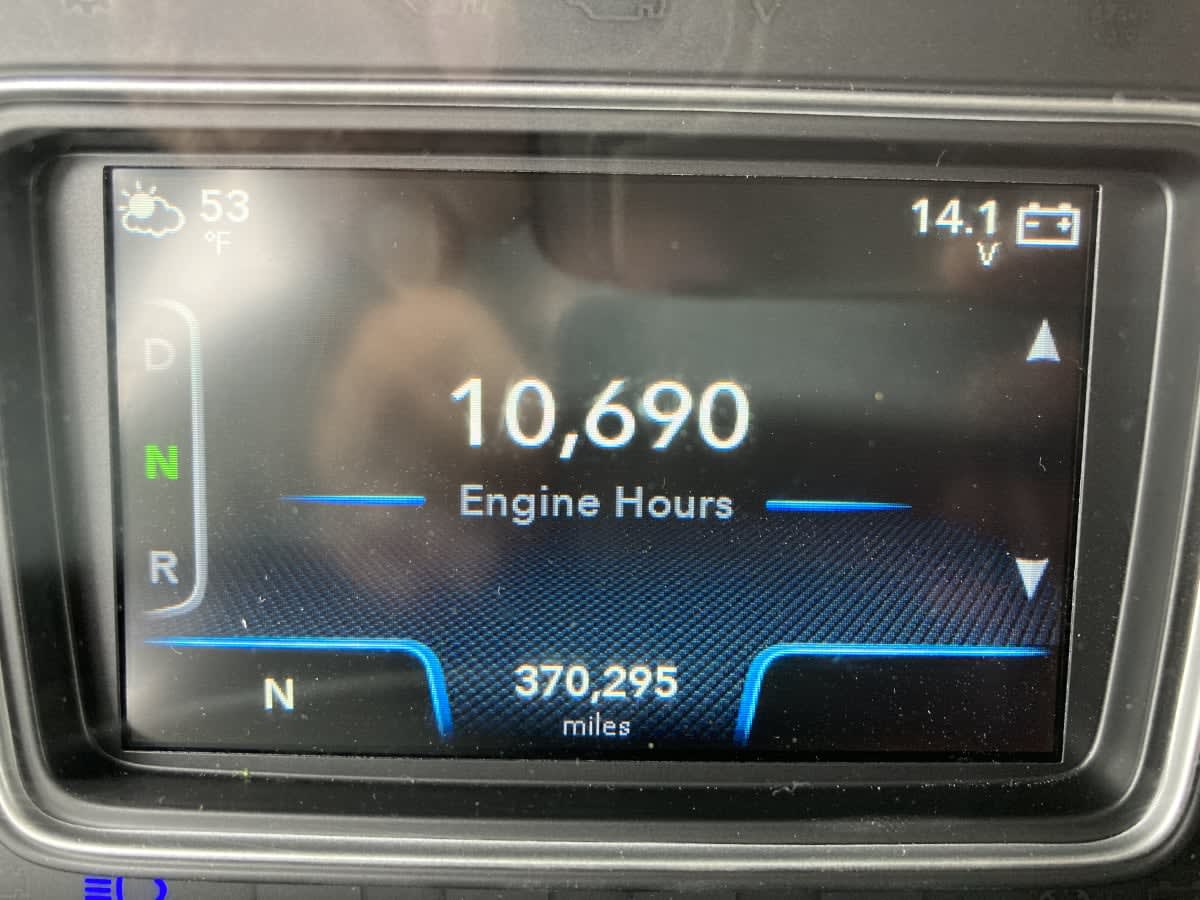 53
°F
14.1
V
D
10,690
N
Engine Hours
R
N
370,295
miles